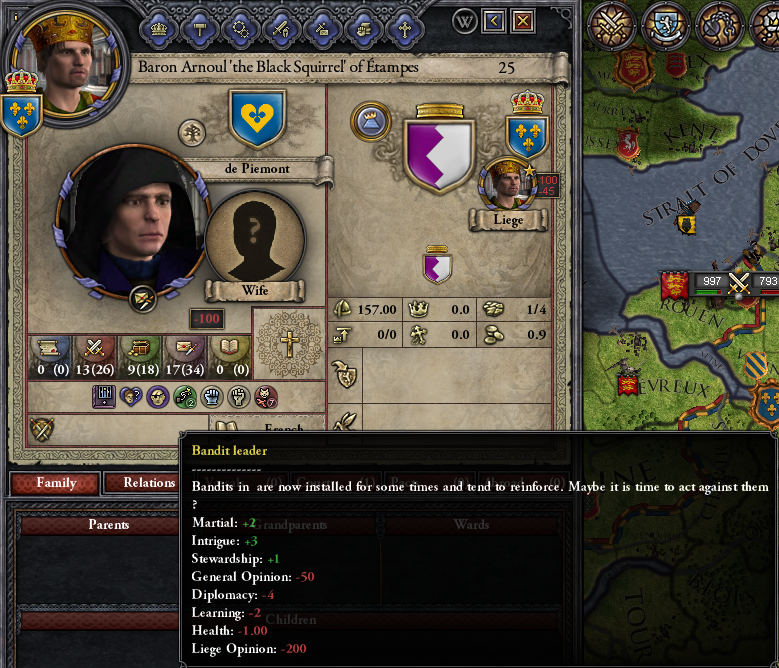 Baron Arnoul 'the Black Squirrel' of Étampes 25
W
de Piemont
100
-45
Liege
Wife
-100
157.00 0.0 1/4
0/0 0.0 0.9
0 (0) 13(26) 9(18) 17(34) 0 (0)
2
7
French
Family Relations
Parents Grandparents Wards
Children
Bandit leader
--------------
Bandits in are now installed for some times and tend to reinforce. Maybe it is time to act against them
?
Martial: +2
Intrigue: +3
Stewardship: +1
General Opinion: -50
Diplomacy: -4
Learning: -2
Health: -1.00
Liege Opinion: -200
KENT
STRAIT OF DOV
997 793
ROUEN
EVREUX
TOUR